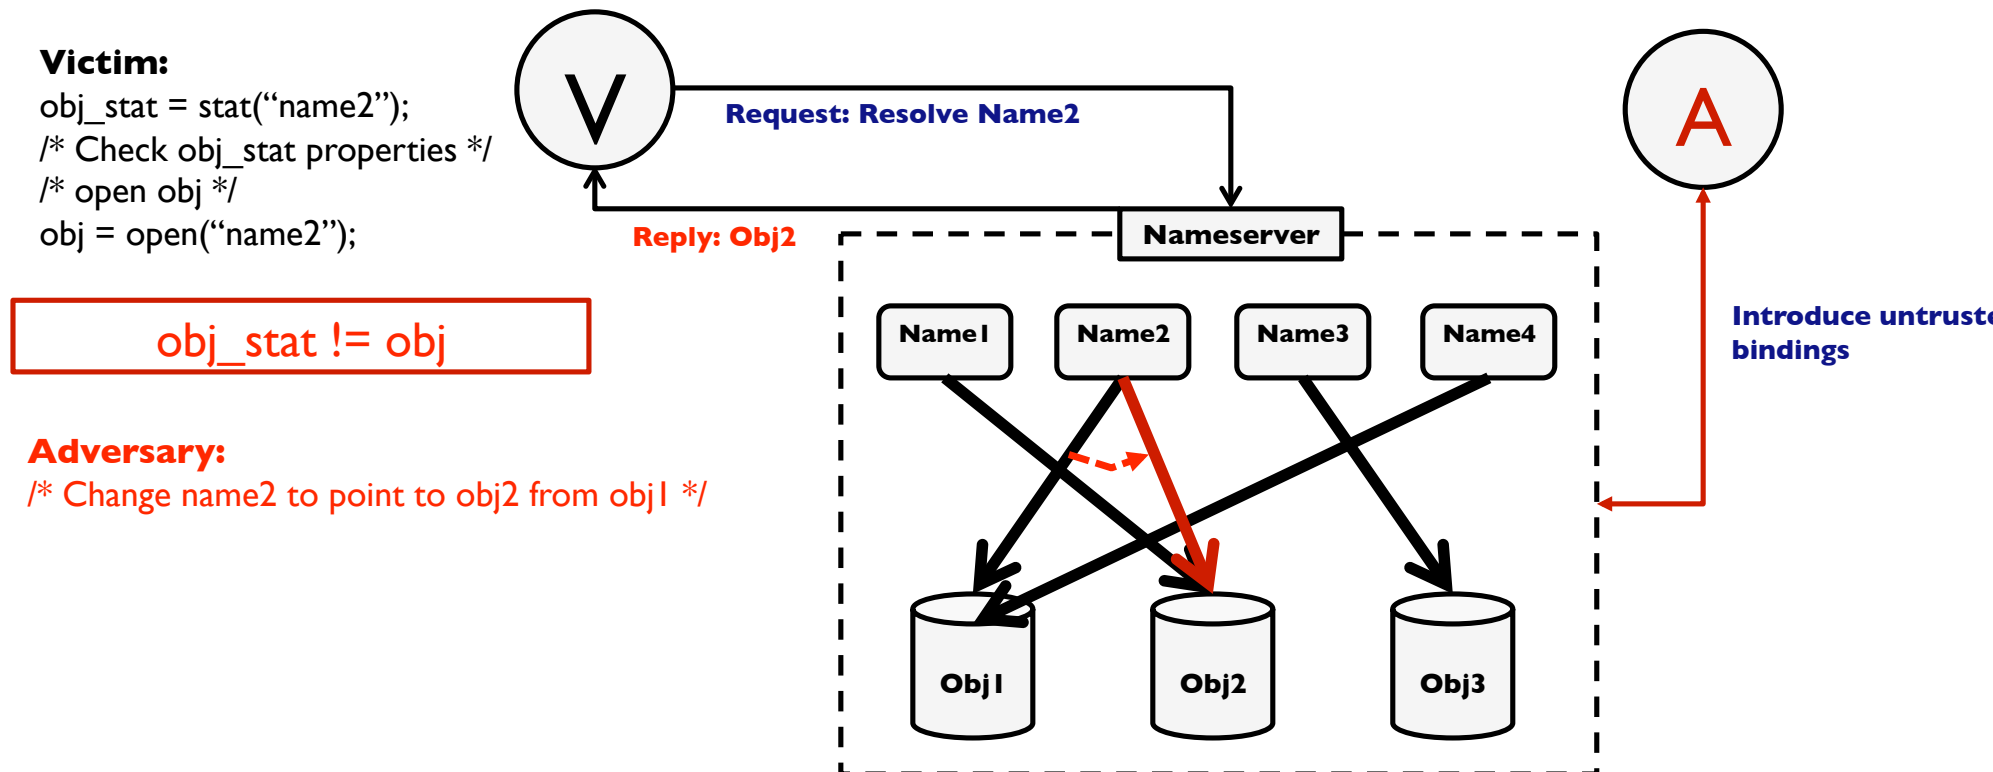 Victim:
obj_stat = stat(“name2”);
/* Check obj_stat properties */
/* open obj */
obj = open(“name2”);
obj_stat != obj
Adversary:
/* Change name2 to point to obj2 from obj1 */
V
Request: Resolve Name2
Reply: Obj2
Nameserver
A
Introduce
bindings
Name1
Name2
Name3
Name4
Obj1
Obj2
Obj3